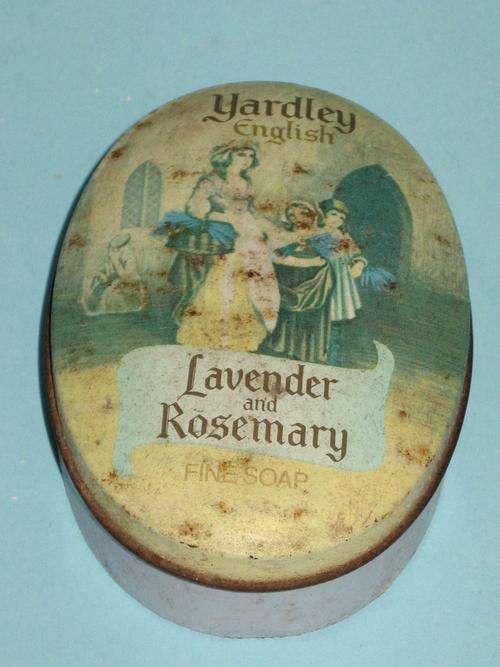 Yardley
English
Lavender
and
Rosemary
FINE SOAP